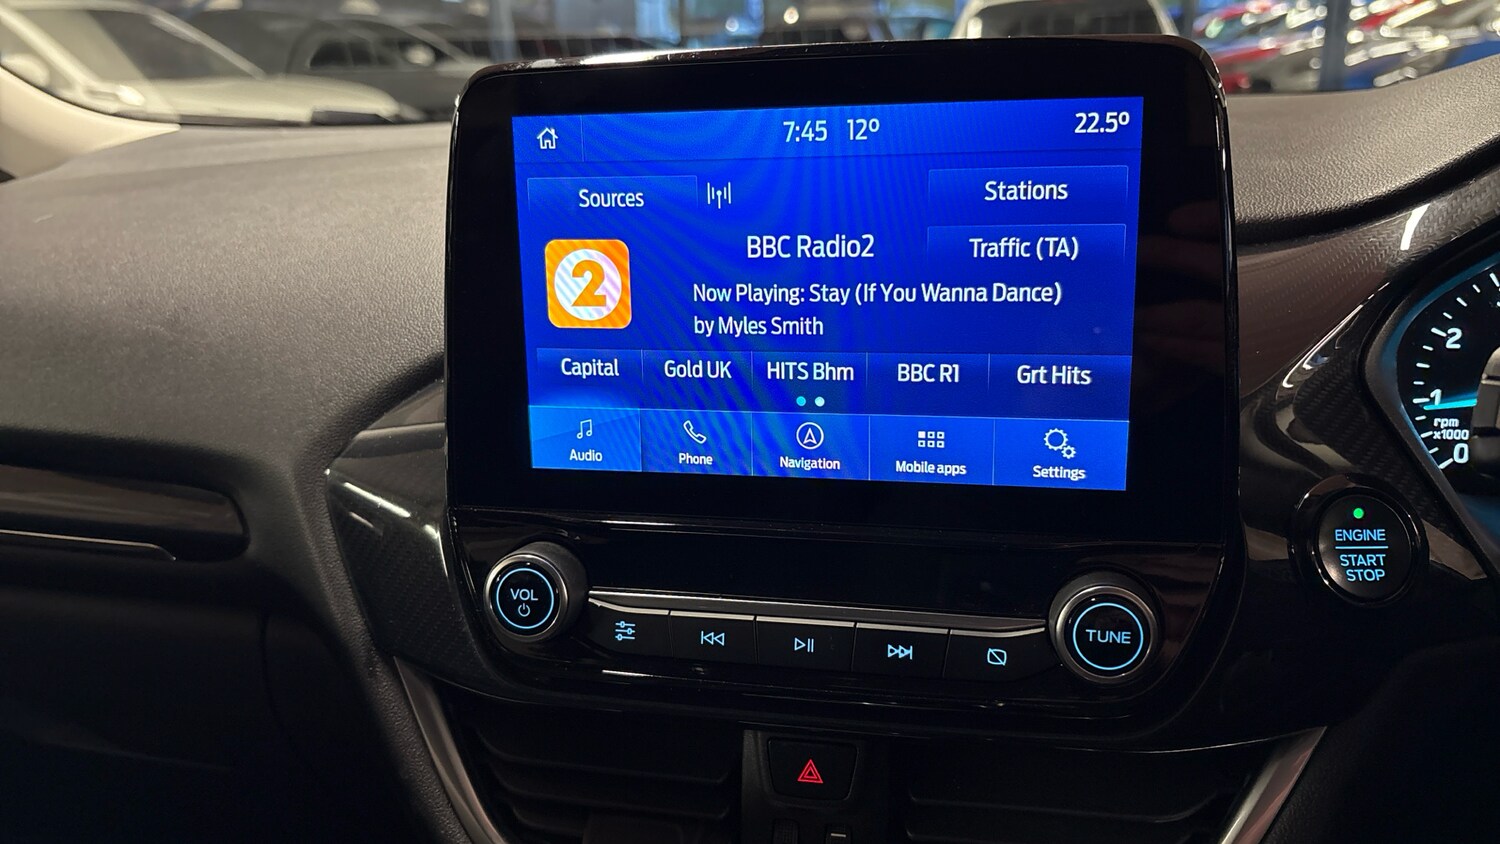 7:45 12º 22.5º
Sources Stations
BBC Radio2 Traffic (TA)
2
Now Playing: Stay (If You Wanna Dance)
by Myles Smith
Capital Gold UK HITS Bhm BBC R1 Grt Hits
Audio Phone Navigation Mobile apps Settings
VOL
TUNE
ENGINE
START
STOP
2
1
rpm
x1000
0